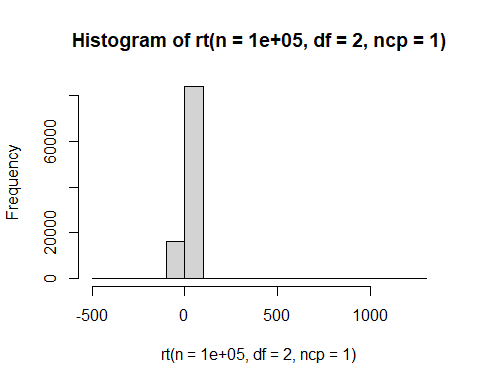 Histogram of rt(n = 1e+05, df = 2, ncp = 1)
Frequency
60000
20000
0
-500 0 500 1000
rt(n = 1e+05, df = 2, ncp = 1)